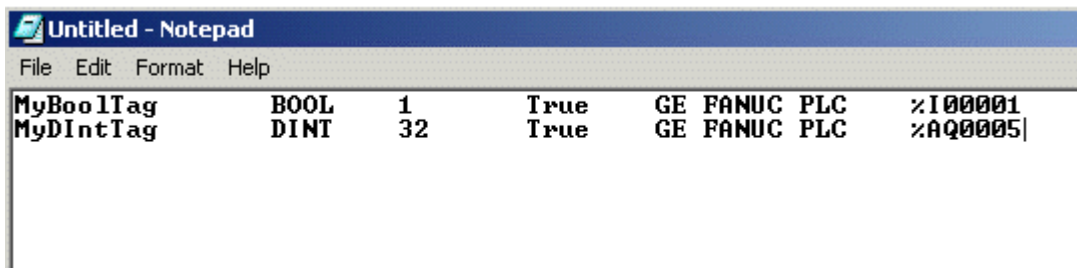 Untitled - Notepad
File Edit Format Help
MyBoolTag BOOL 1 True GE FANUC PLC %I00001
MyDIntTag DINT 32 True GE FANUC PLC %AQ0005